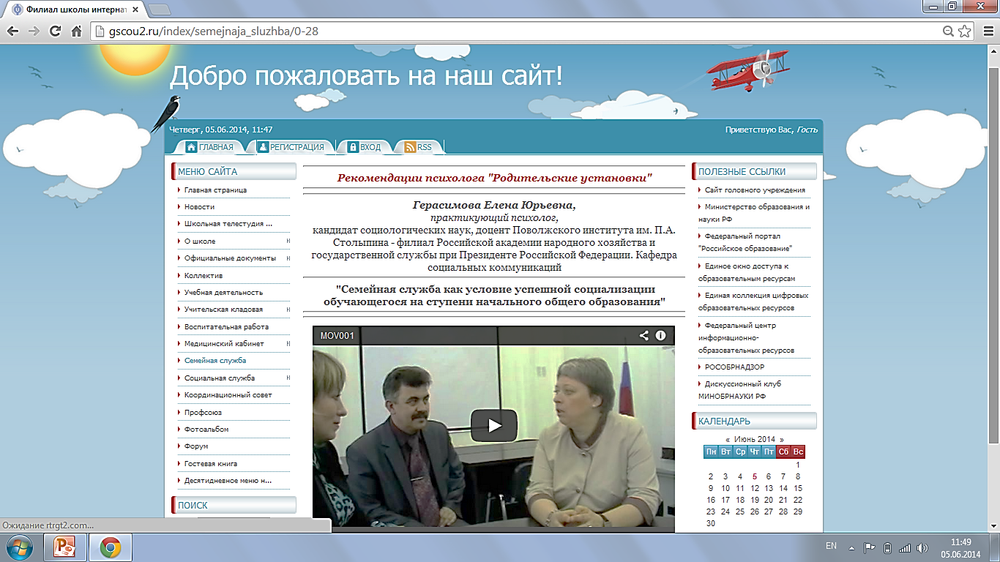 Филиал школы интернат
gscou2.ru/index/semejnaja_sluzhba/0-28
Добро пожаловать на наш сайт!
Четверг, 05.06.2014, 11:47
Приветствую Вас, Гость
ГЛАВНАЯ РЕГИСТРАЦИЯ ВХОД RSS
МЕНЮ САЙТА
Главная страница
Новости
Школьная телестудия ...
О школе
Официальные документы
Коллектив
Учебная деятельность
Учительская кладовая
Воспитательная работа
Медицинский кабинет
Семейная служба
Социальная служба
Координационный совет
Профсоюз
Фотоальбом
Форум
Гостевая книга
Десятидневное меню н...
ПОИСК
Рекомендации психолога "Родительские установки"
Герасимова Елена Юрьевна,
практикующий психолог,
кандидат социологических наук, доцент Поволжского института им. П.А.
Столыпина - филиал Российской академии народного хозяйства и
государственной службы при Президенте Российской Федерации. Кафедра
социальных коммуникаций
"Семейная служба как условие успешной социализации
обучающегося на ступени начального общего образования"
MOV001
ПОЛЕЗНЫЕ ССЫЛКИ
Сайт головного учреждения
Министерство образования и
науки РФ
Федеральный портал
"Российское образование"
Единое окно доступа к
образовательным ресурсам
Единая коллекция цифровых
образовательных ресурсов
Федеральный центр
информационно-
образовательных ресурсов
РОСОБРНАДЗОР
Дискуссионный клуб
МИНОБРНАУКИ РФ
КАЛЕНДАРЬ
« Июнь 2014 »
Пн Вт Ср Чт Пт Сб Вс
1
2 3 4 5 6 7 8
9 10 11 12 13 14 15
16 17 18 19 20 21 22
23 24 25 26 27 28 29
30
Ожидание rtrgt2.com...
EN
11:49
05.06.2014